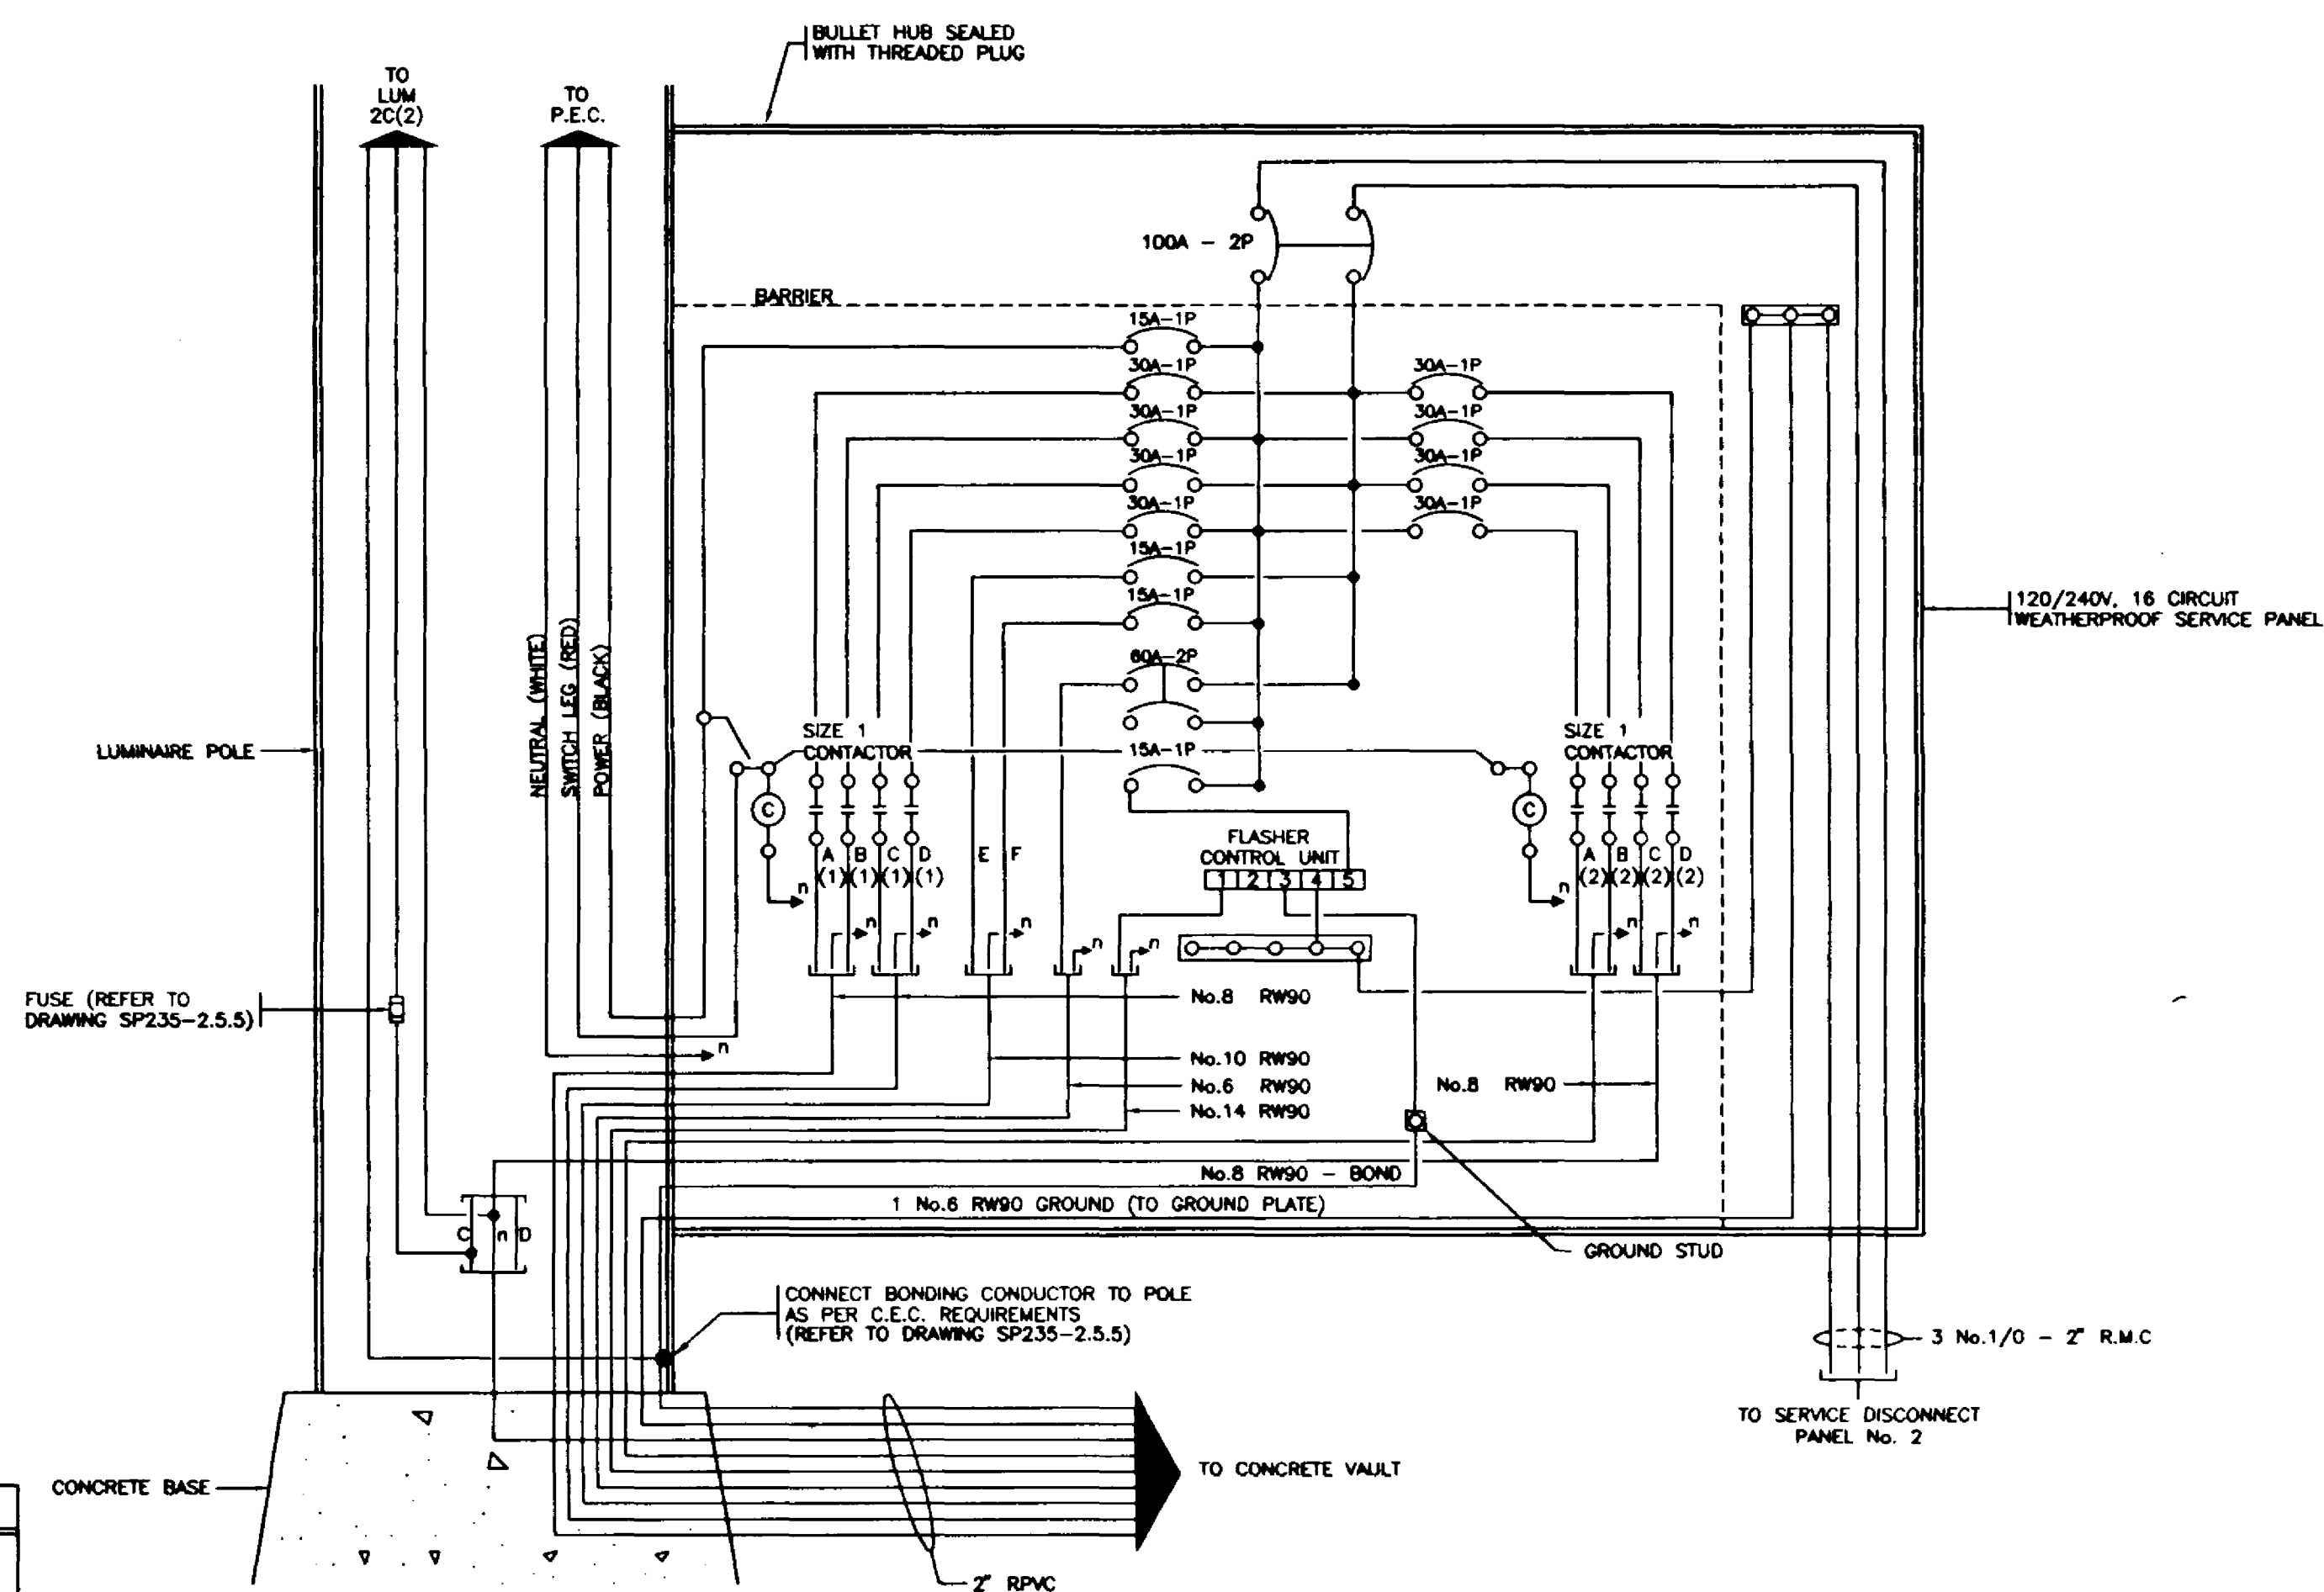 BULLET HUB SEALED
WITH THREADED PLUG
TO
LUM
2C(2)
TO
P.E.C.
100A - 2P
BARRIER
15A-1P
30A-1P
30A-1P
30A-1P
30A-1P
30A-1P
30A-1P
30A-1P
30A-1P
15A-1P
15A-1P
60A-2P
15A-1P
120/240V, 16 CIRCUIT
WEATHERPROOF SERVICE PANEL
NEUTRAL (WHITE)
SWITCH LEG (RED)
POWER (BLACK)
LUMINAIRE POLE
SIZE 1
CONTACTOR
SIZE 1
CONTACTOR
C
C
FLASHER
CONTROL UNIT
1 2 3 4 5
A B C D
(1) (1) (1) (1)
E F
A B C D
(2) (2) (2) (2)
n
n
n
n
n
n
n
n
n
n
FUSE (REFER TO
DRAWING SP235-2.5.5)
No.8 RW90
n
No.10 RW90
No.6 RW90
No.14 RW90
No.8 RW90
No.8 RW90 - BOND
1 No.6 RW90 GROUND (TO GROUND PLATE)
C n D
GROUND STUD
CONNECT BONDING CONDUCTOR TO POLE
AS PER C.E.C. REQUIREMENTS
(REFER TO DRAWING SP235-2.5.5)
3 No.1/0 - 2" R.M.C
TO SERVICE DISCONNECT
PANEL No. 2
CONCRETE BASE
TO CONCRETE VAULT
2" RPVC